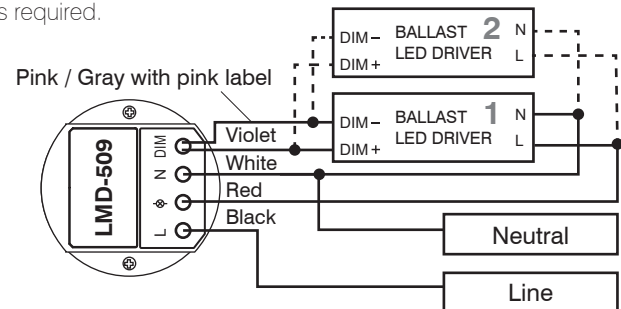 s required.
DIM– BALLAST 2 N
DIM+ LED DRIVER L
Pink / Gray with pink label
DIM– BALLAST 1 N
DIM+ LED DRIVER L
Violet
White
Red
Black
LMD-509
DIM
N
L
Neutral
Line